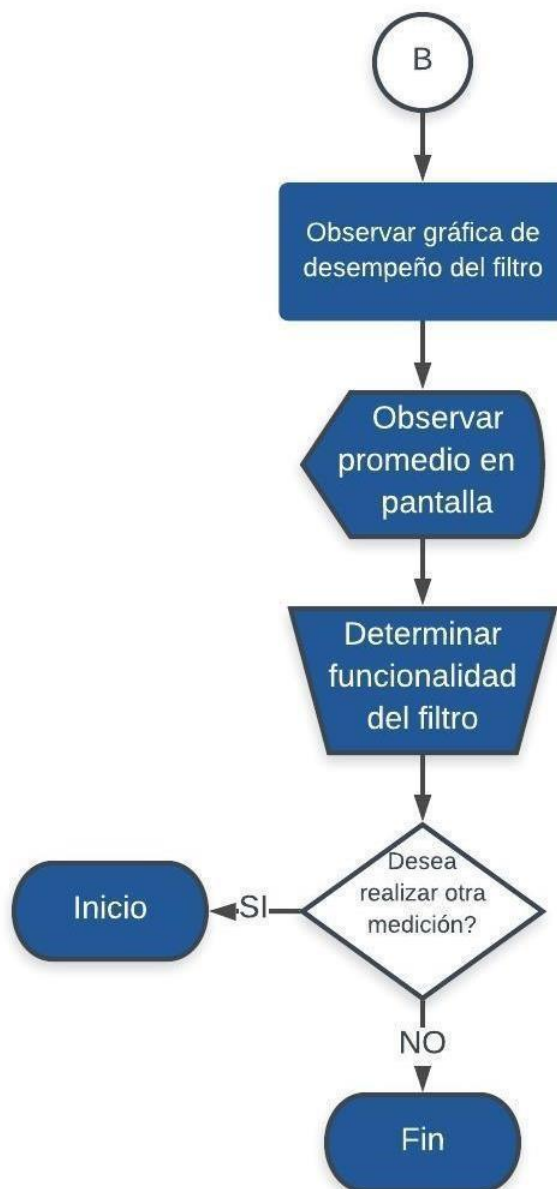 B
Observar gráfica de
desempeño del filtro
Observar
promedio en
pantalla
Determinar
funcionalidad
del filtro
Desea
realizar otra
medición?
Inicio
SI
NO
Fin